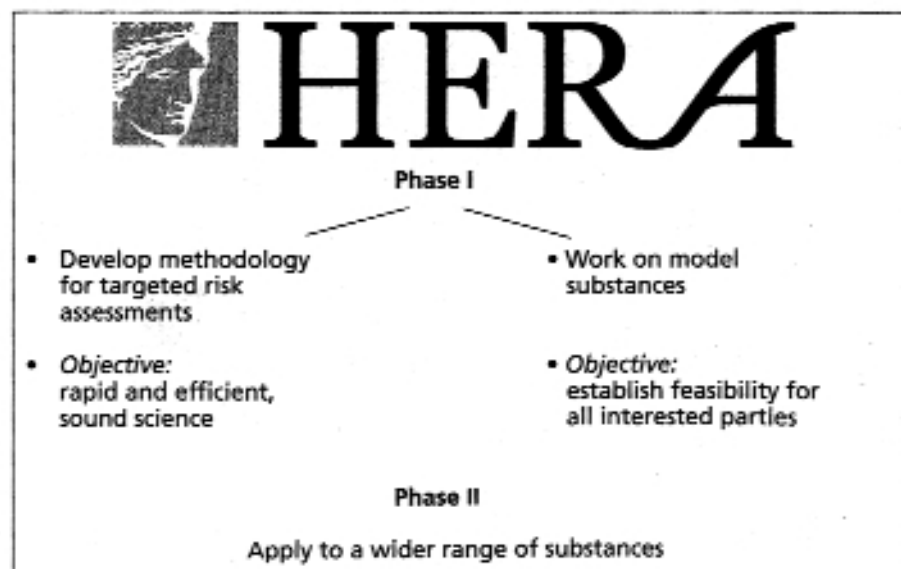 HERA
Phase I
• Develop methodology
for targeted risk
assessments
• Objective:
rapid and efficient,
sound science
• Work on model
substances
• Objective:
establish feasibility for
all interested parties
Phase II
Apply to a wider range of substances